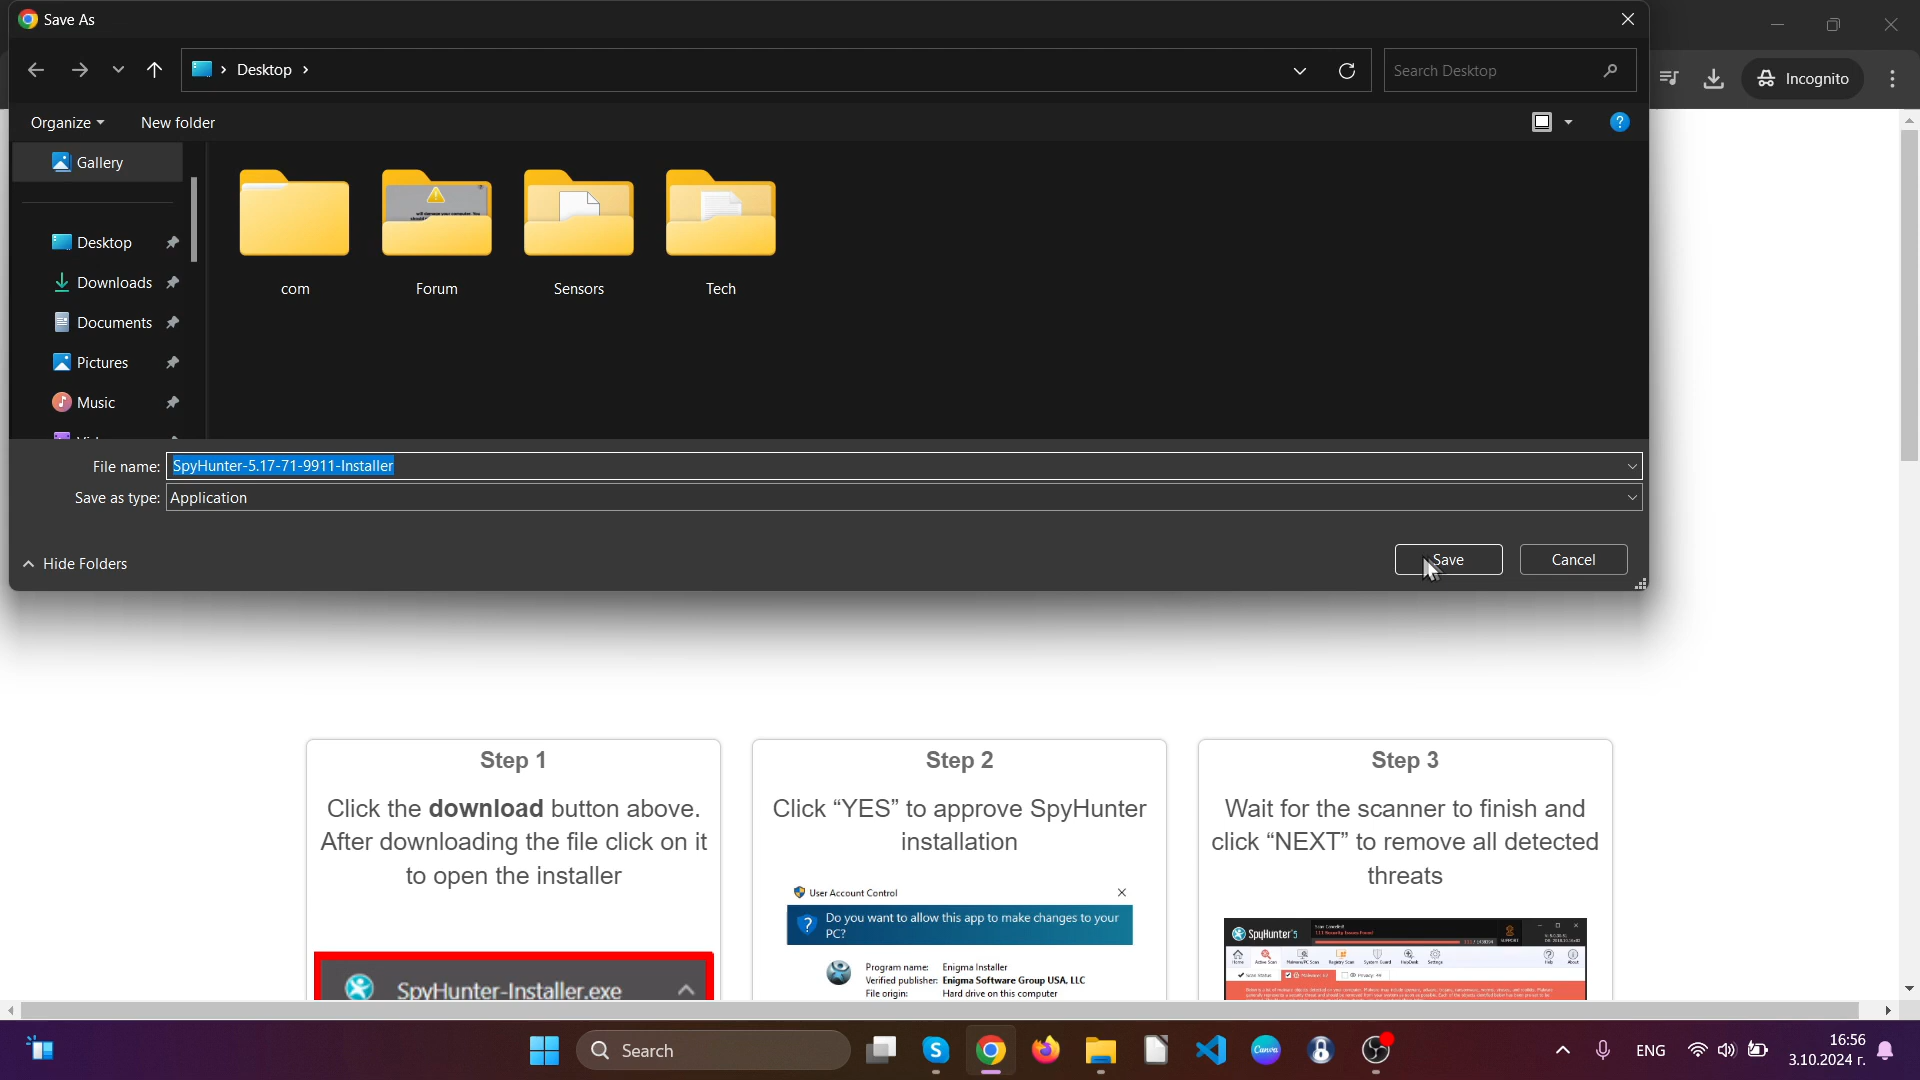 Save As
Desktop
Search Desktop
Incognito
Organize
New folder
Gallery
Desktop
Downloads
Documents
Pictures
Music
com
Forum
Sensors
Tech
File name:
SpyHunter-5.17-71-9911-Installer
Save as type:
Application
Hide Folders
Save
Cancel
Step 1
Click the download button above.
After downloading the file click on it
to open the installer
SpyHunter-Installer.exe
Step 2
Click “YES” to approve SpyHunter
installation
User Account Control
Do you want to allow this app to make changes to your
PC?
Program name: Enigma Installer
Verified publisher: Enigma Software Group USA, LLC
File origin: Hard drive on this computer
Step 3
Wait for the scanner to finish and
click “NEXT” to remove all detected
threats
SpyHunter 5
Search
Canva
ENG
16:56
3.10.2024 г.